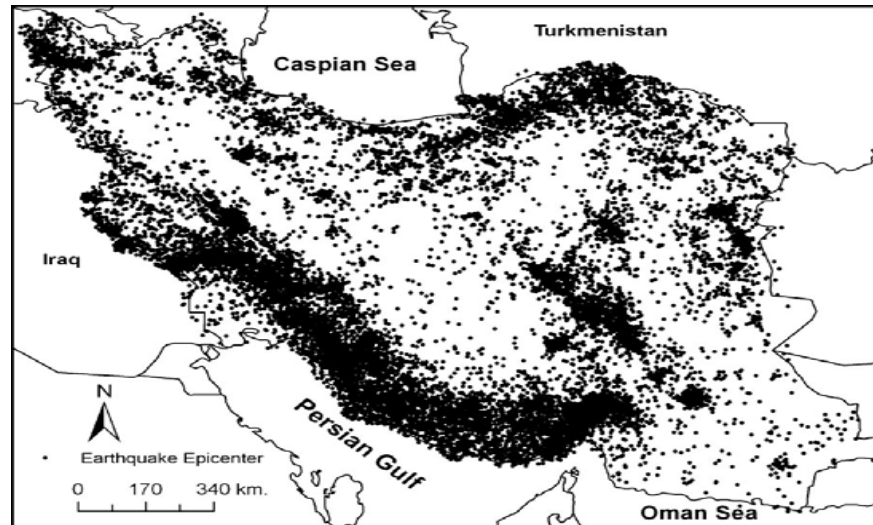 Turkmenistan
Caspian Sea
Iraq
Persian Gulf
N
Earthquake Epicenter
0 170 340 km.
Oman Sea